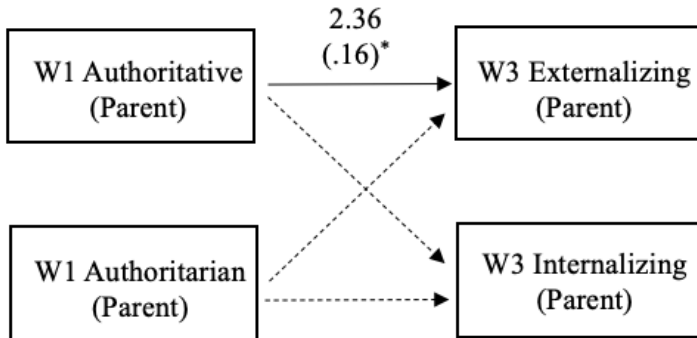 2.36
(.16)*
W1 Authoritative
(Parent)
W3 Externalizing
(Parent)
W1 Authoritarian
(Parent)
W3 Internalizing
(Parent)